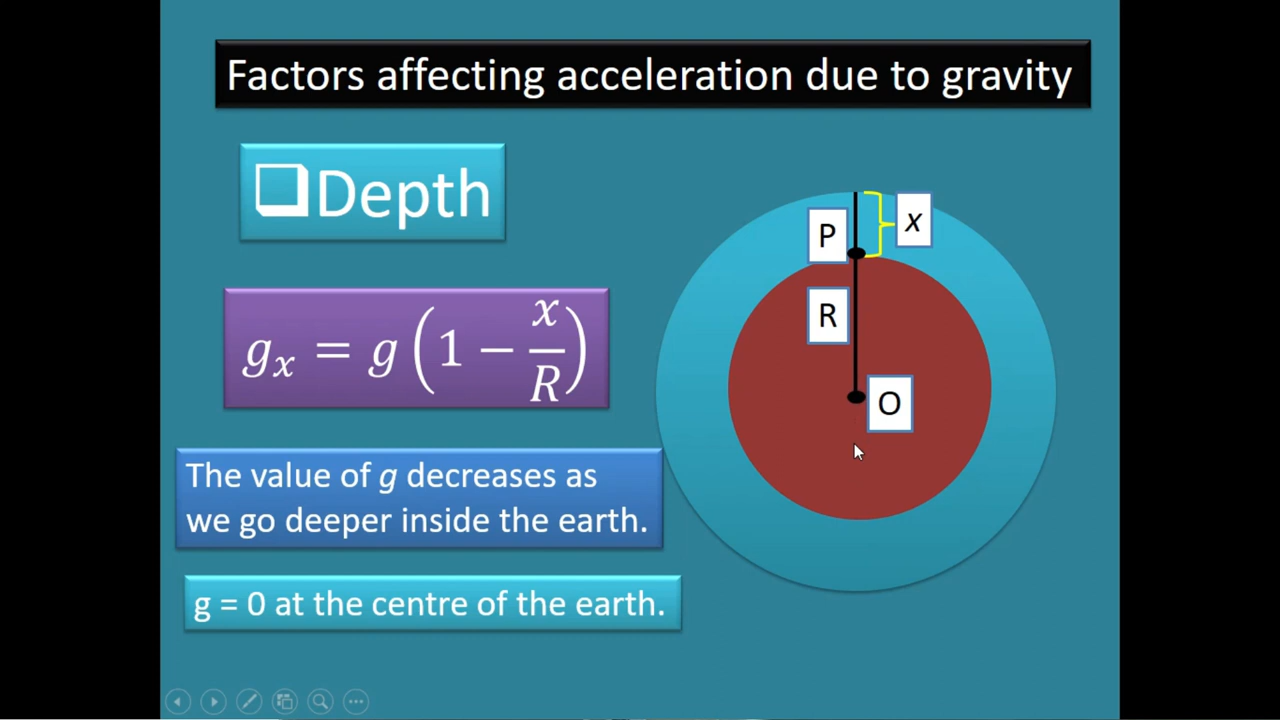 Factors affecting acceleration due to gravity
❑Depth
g_x = g(1 − x/R)
The value of g decreases as
we go deeper inside the earth.
g = 0 at the centre of the earth.
P
x
R
O